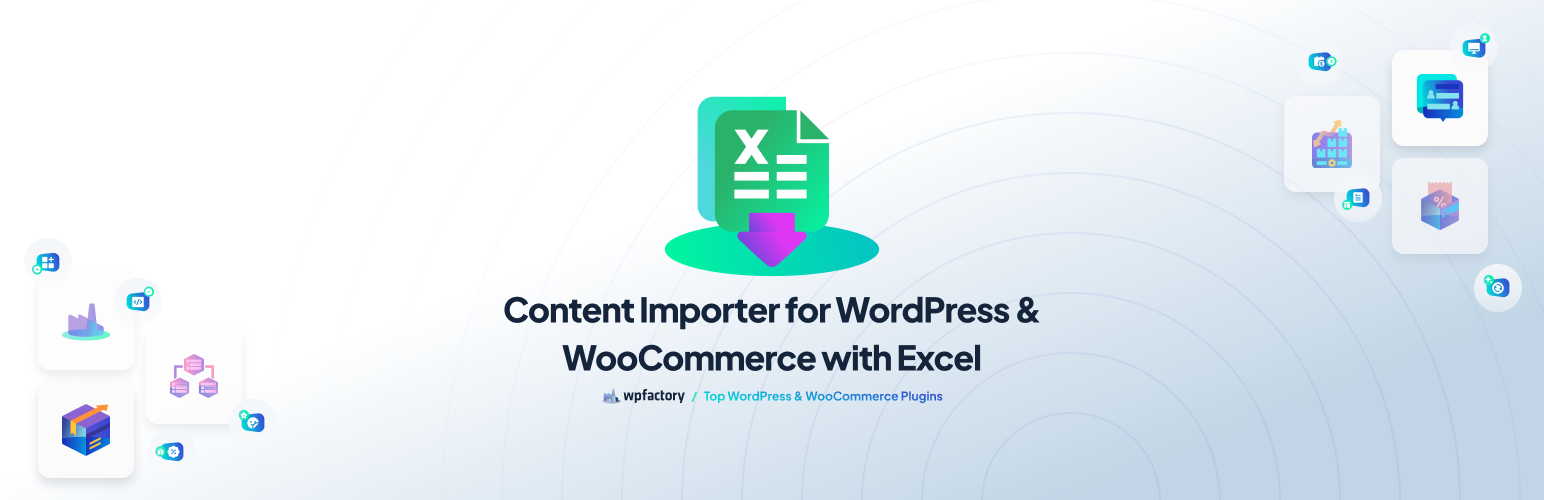 X
Content Importer for WordPress &
WooCommerce with Excel
wpfactory / Top WordPress & WooCommerce Plugins